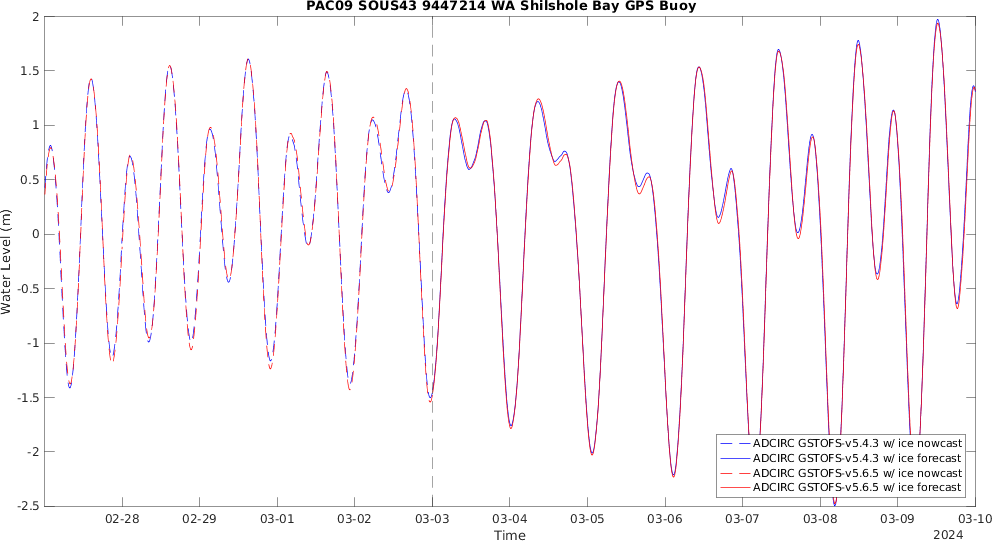 PAC09 SOUS43 9447214 WA Shilshole Bay GPS Buoy
2
1.5
1
0.5
0
-0.5
-1
-1.5
-2
-2.5
Water Level (m)
ADCIRC GSTOFS-v5.4.3 w/ ice nowcast
ADCIRC GSTOFS-v5.4.3 w/ ice forecast
ADCIRC GSTOFS-v5.6.5 w/ ice nowcast
ADCIRC GSTOFS-v5.6.5 w/ ice forecast
02-28 02-29 03-01 03-02 03-03 03-04 03-05 03-06 03-07 03-08 03-09 03-10
Time
2024